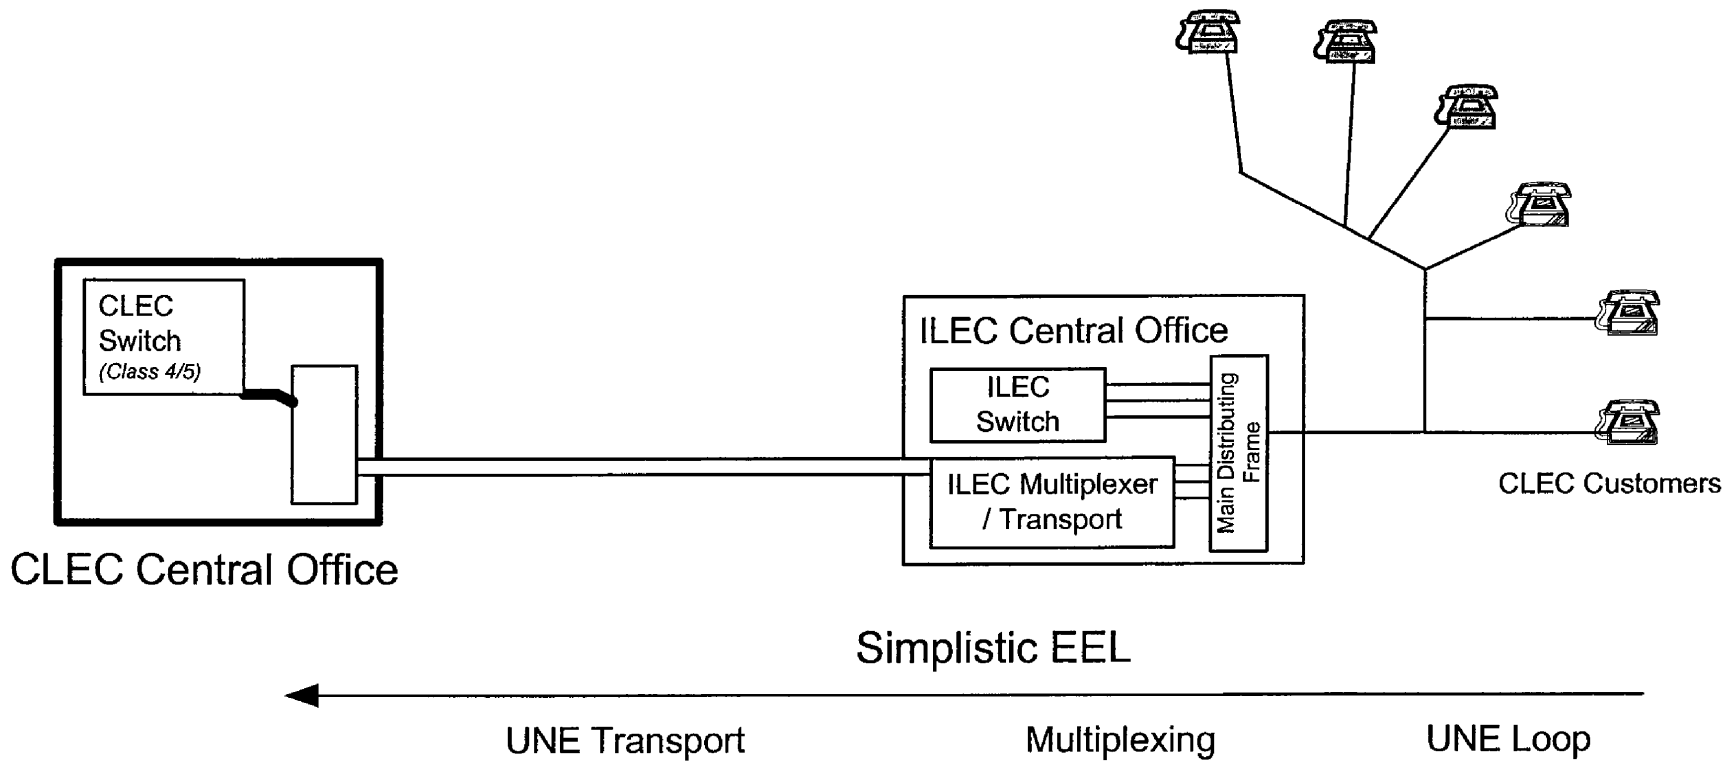 CLEC
Switch
(Class 4/5)
CLEC Central Office
ILEC Central Office
ILEC
Switch
ILEC Multiplexer
/ Transport
Main Distributing
Frame
CLEC Customers
Simplistic EEL
UNE Transport
Multiplexing
UNE Loop